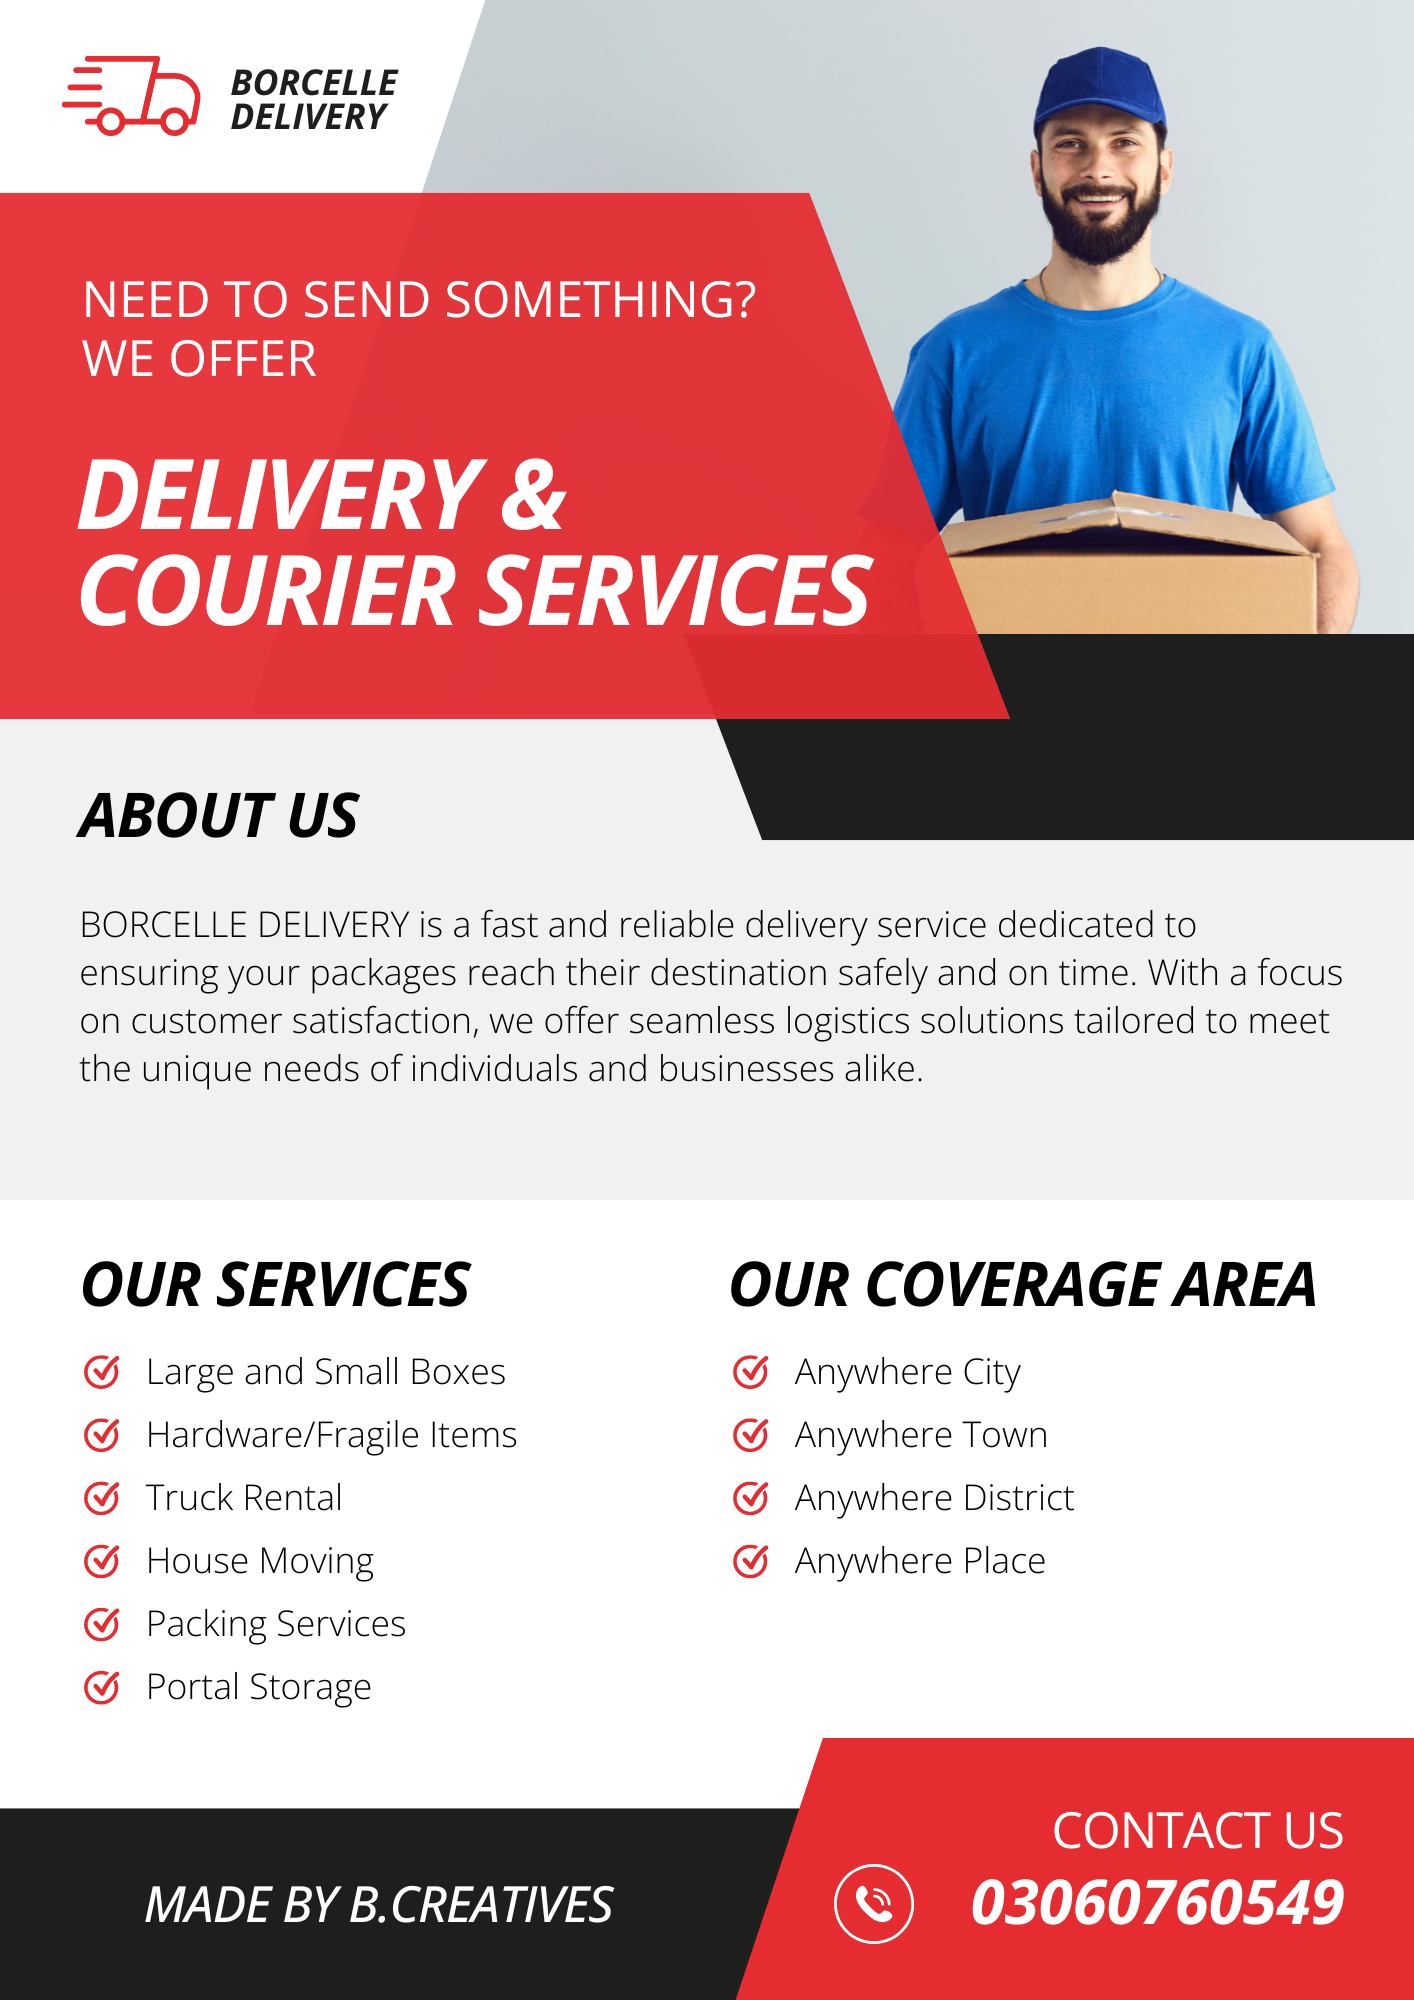 BORCELLE
DELIVERY
NEED TO SEND SOMETHING?
WE OFFER
DELIVERY &
COURIER SERVICES
ABOUT US
BORCELLE DELIVERY is a fast and reliable delivery service dedicated to
ensuring your packages reach their destination safely and on time. With a focus
on customer satisfaction, we offer seamless logistics solutions tailored to meet
the unique needs of individuals and businesses alike.
OUR SERVICES
Large and Small Boxes
Hardware/Fragile Items
Truck Rental
House Moving
Packing Services
Portal Storage
OUR COVERAGE AREA
Anywhere City
Anywhere Town
Anywhere District
Anywhere Place
MADE BY B.CREATIVES
CONTACT US
03060760549